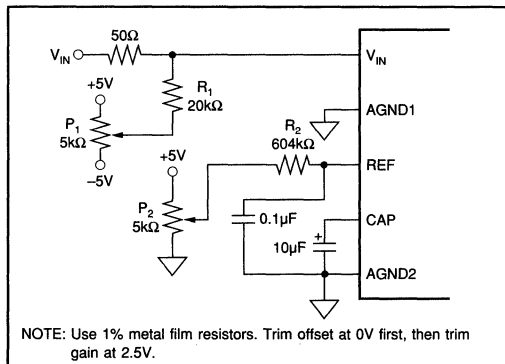 V_IN
50Ω
V_IN
+5V
R_1
20kΩ
P_1
5kΩ
–5V
AGND1
R_2
604kΩ
REF
+5V
P_2
5kΩ
0.1µF
CAP
+
10µF
AGND2
NOTE: Use 1% metal film resistors. Trim offset at 0V first, then trim
gain at 2.5V.